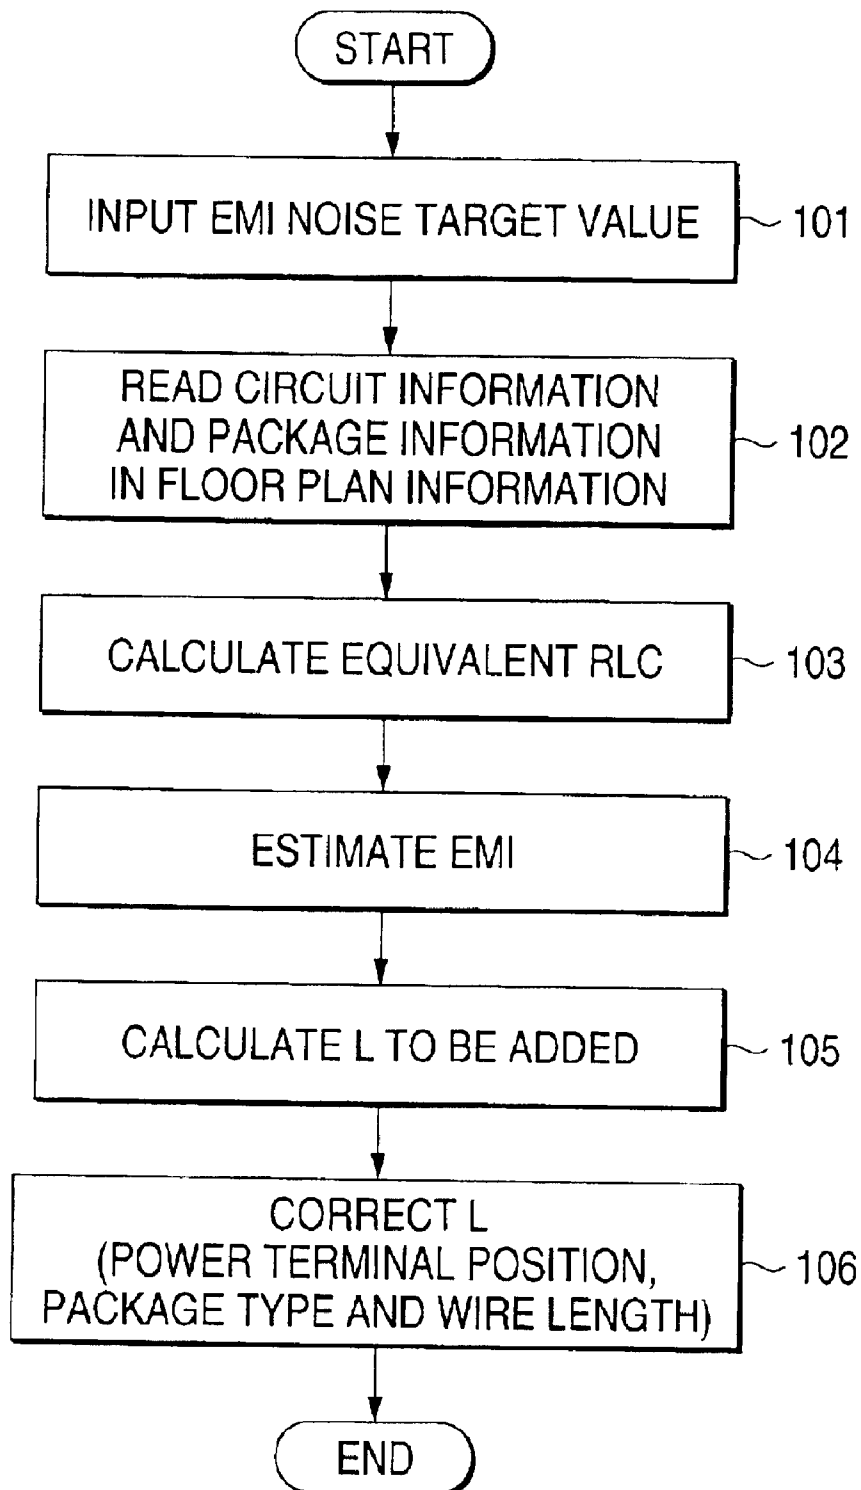 START
INPUT EMI NOISE TARGET VALUE
101
READ CIRCUIT INFORMATION
AND PACKAGE INFORMATION
IN FLOOR PLAN INFORMATION
102
CALCULATE EQUIVALENT RLC
103
ESTIMATE EMI
104
CALCULATE L TO BE ADDED
105
CORRECT L
(POWER TERMINAL POSITION,
PACKAGE TYPE AND WIRE LENGTH)
106
END